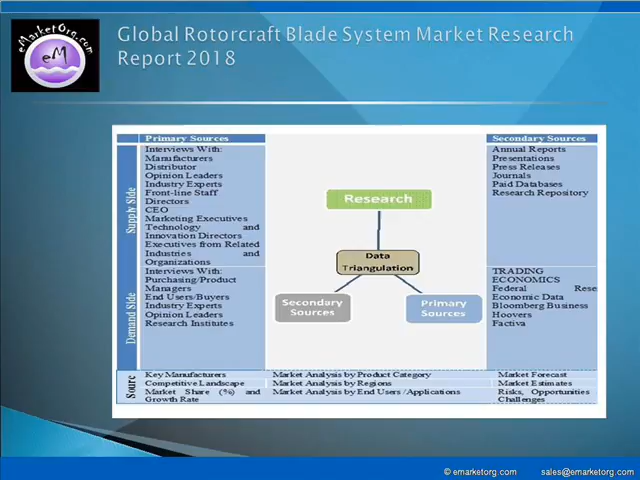 eMarketOrg.com
eM
Global Rotorcraft Blade System Market Research
Report 2018
Primary Sources
Secondary Sources
Supply Side
Interviews With:
Manufacturers
Distributor
Opinion Leaders
Industry Experts
Front-line Staff
Directors
CEO
Marketing Executives
Technology and
Innovation Directors
Executives from Related
Industries and
Organizations
Annual Reports
Presentations
Press Releases
Journals
Paid Databases
Research Repository
Research
Data
Triangulation
Secondary
Sources
Primary
Sources
Demand Side
Interviews With:
Purchasing/Product
Managers
End Users/Buyers
Industry Experts
Opinion Leaders
Research Institutes
TRADING
ECONOMICS
Federal Rese
Economic Data
Bloomberg Business
Hoovers
Factiva
Sourc
Key Manufacturers
Competitive Landscape
Market Share (%) and
Growth Rate
Market Analysis by Product Category
Market Analysis by Regions
Market Analysis by End Users /Applications
Market Forecast
Market Estimates
Risks, Opportunities
Challenges
© emarketorg.com sales@emarketorg.com